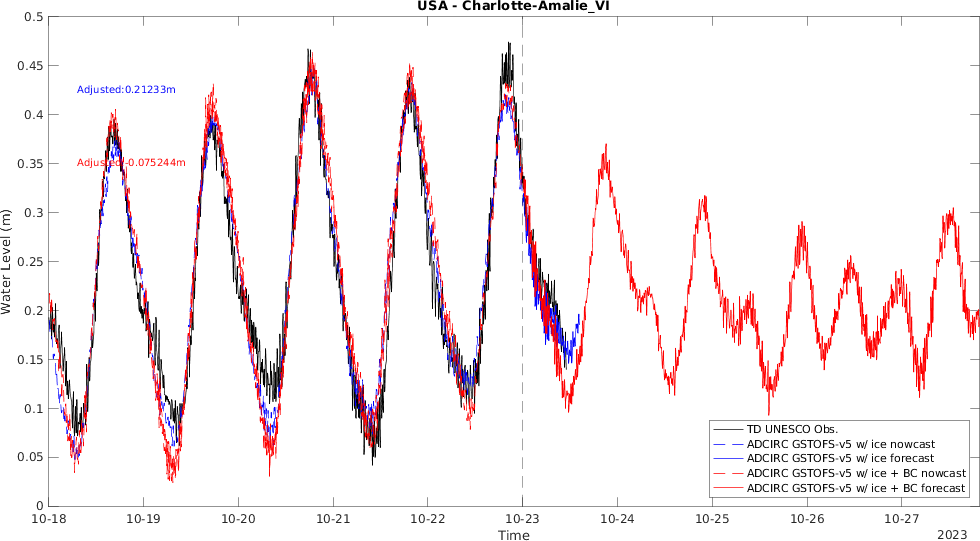 USA - Charlotte-Amalie_VI
0.5
0.45
0.4
0.35
0.3
0.25
0.2
0.15
0.1
0.05
0
Water Level (m)
Adjusted:0.21233m
Adjusted:-0.075244m
TD UNESCO Obs.
ADCIRC GSTOFS-v5 w/ ice nowcast
ADCIRC GSTOFS-v5 w/ ice forecast
ADCIRC GSTOFS-v5 w/ ice + BC nowcast
ADCIRC GSTOFS-v5 w/ ice + BC forecast
10-18 10-19 10-20 10-21 10-22 10-23 10-24 10-25 10-26 10-27
Time
2023